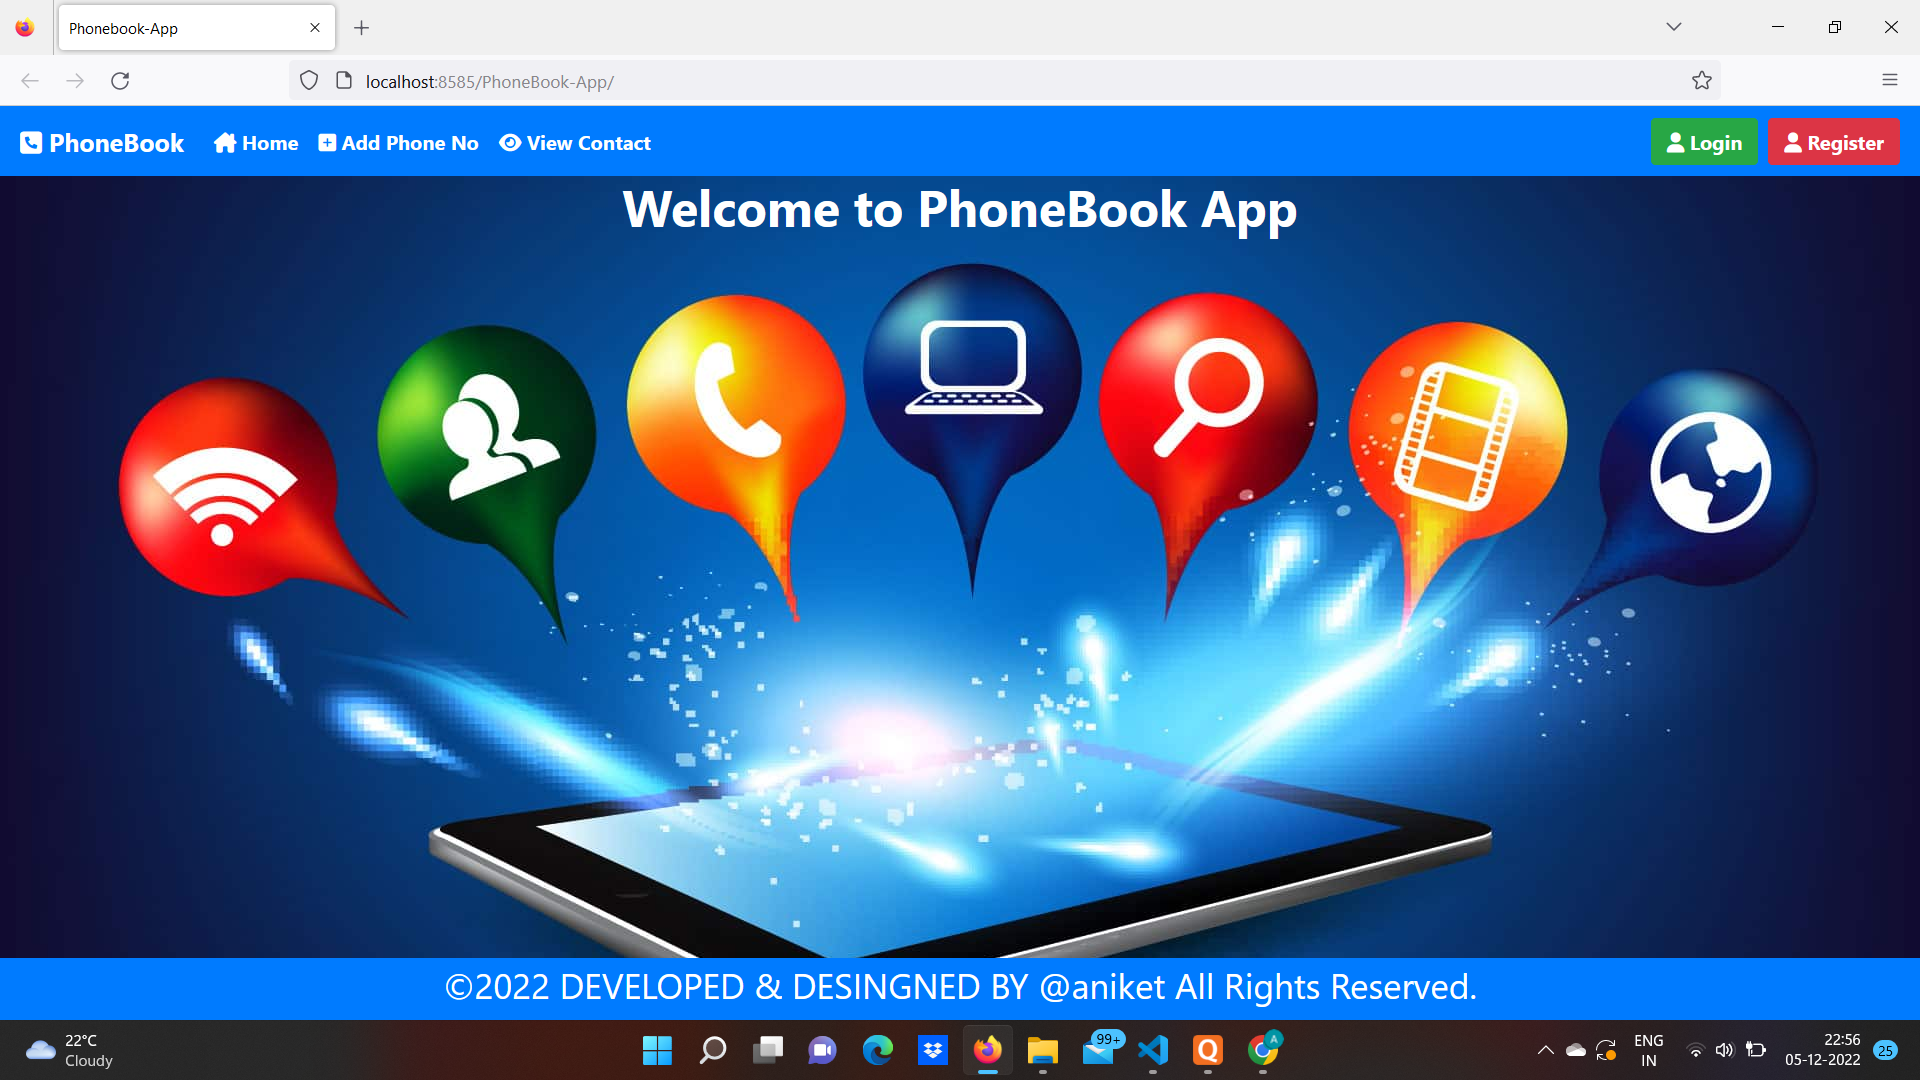 Phonebook-App
localhost:8585/PhoneBook-App/
PhoneBook Home Add Phone No View Contact Login Register
Welcome to PhoneBook App
©2022 DEVELOPED & DESINGNED BY @aniket All Rights Reserved.
22°C
Cloudy
99+
A
Q
ENG
IN
22:56
05-12-2022
25